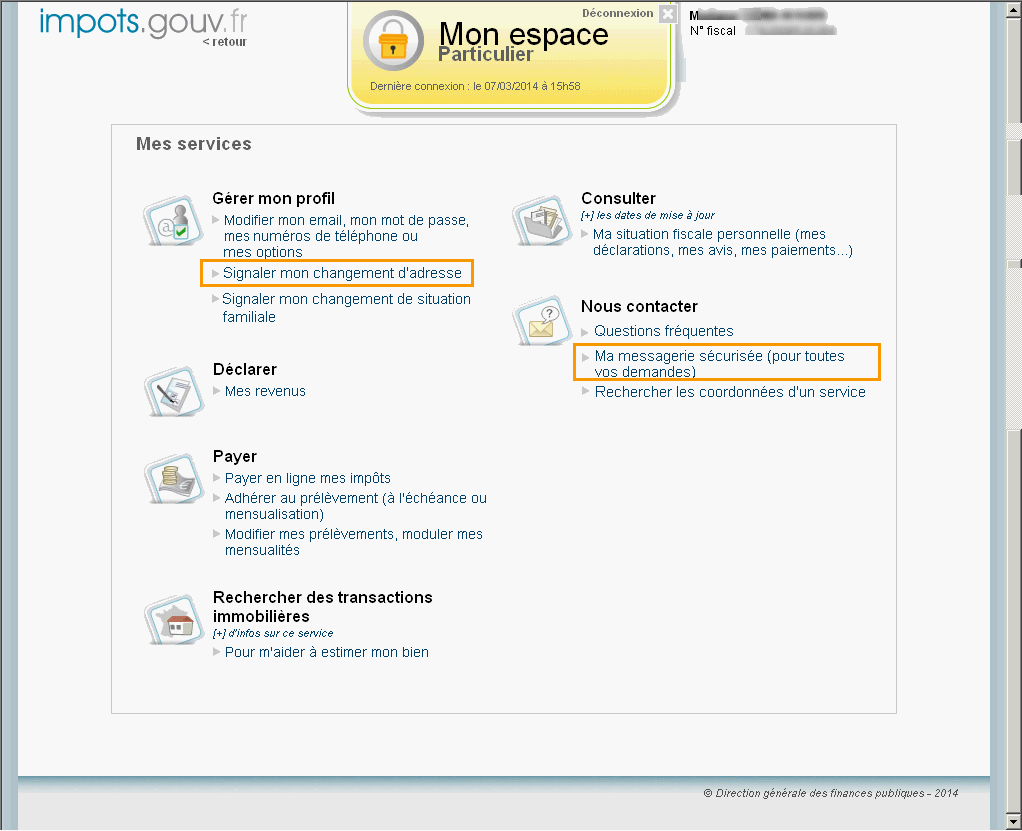 impots.gouv.fr
< retour
Déconnexion
Mon espace
Particulier
Dernière connexion : le 07/03/2014 à 15h58
N° fiscal
Mes services
Gérer mon profil
Modifier mon email, mon mot de passe,
mes numéros de téléphone ou
mes options
Signaler mon changement d'adresse
Signaler mon changement de situation
familiale
Déclarer
Mes revenus
Payer
Payer en ligne mes impôts
Adhérer au prélèvement (à l'échéance ou
mensualisation)
Modifier mes prélèvements, moduler mes
mensualités
Rechercher des transactions
immobilières
[+] d'infos sur ce service
Pour m'aider à estimer mon bien
Consulter
[+] les dates de mise à jour
Ma situation fiscale personnelle (mes
déclarations, mes avis, mes paiements...)
Nous contacter
Questions fréquentes
Ma messagerie sécurisée (pour toutes
vos demandes)
Rechercher les coordonnées d'un service
© Direction générale des finances publiques - 2014